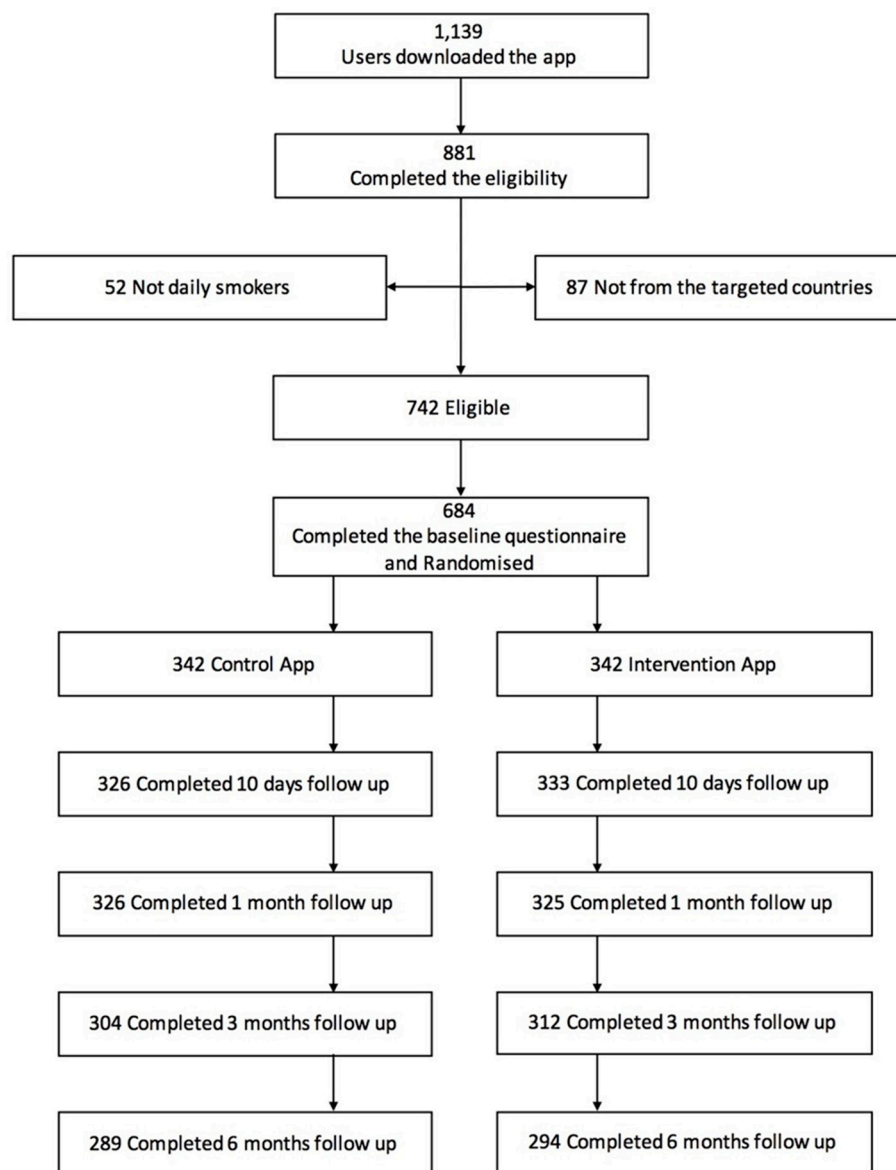 1,139
Users downloaded the app
881
Completed the eligibility
52 Not daily smokers
87 Not from the targeted countries
742 Eligible
684
Completed the baseline questionnaire
and Randomised
342 Control App
342 Intervention App
326 Completed 10 days follow up
333 Completed 10 days follow up
326 Completed 1 month follow up
325 Completed 1 month follow up
304 Completed 3 months follow up
312 Completed 3 months follow up
289 Completed 6 months follow up
294 Completed 6 months follow up